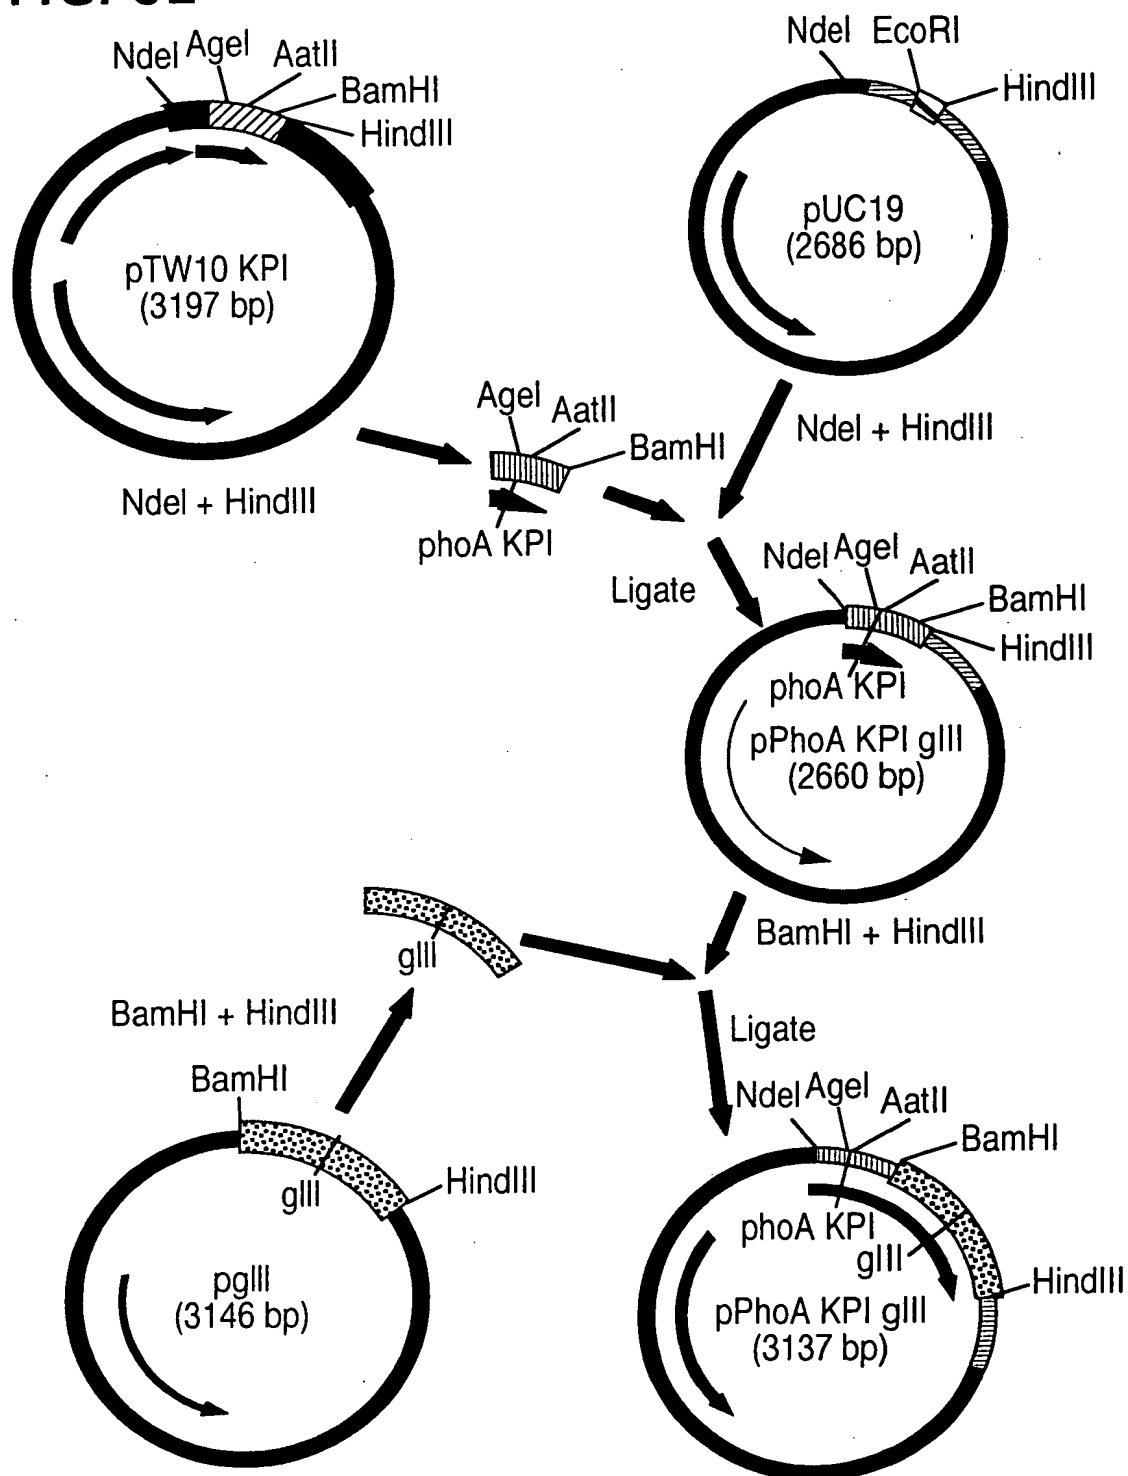 NdeI AgeI AatII
BamHI
HindIII
pTW10 KPI
(3197 bp)
NdeI EcoRI
HindIII
pUC19
(2686 bp)
NdeI + HindIII
AgeI AatII
BamHI
phoA KPI
NdeI + HindIII
Ligate
NdeI AgeI AatII
BamHI
HindIII
phoA KPI
pPhoA KPI gIII
(2660 bp)
BamHI + HindIII
gIII
BamHI + HindIII
Ligate
BamHI
gIII
HindIII
pgIII
(3146 bp)
NdeI AgeI AatII
BamHI
phoA KPI
gIII
HindIII
pPhoA KPI gIII
(3137 bp)